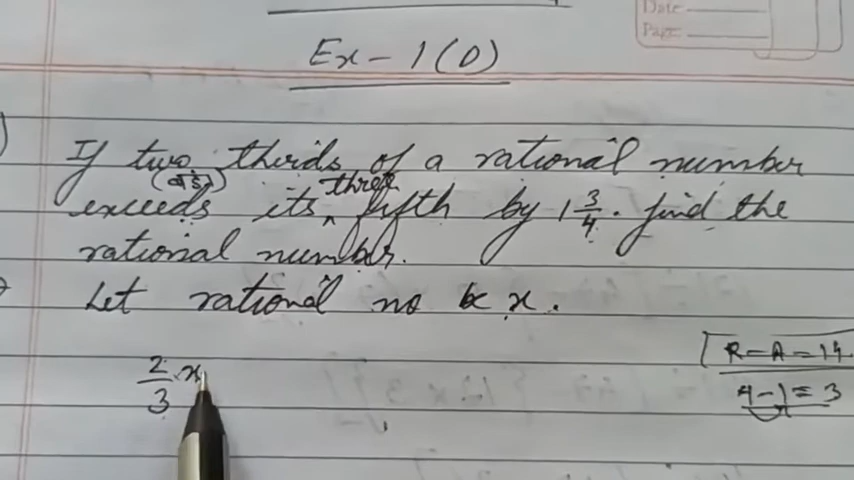 Date
Page
Ex - 1(D)
If two therids of a rational number
(बड़ा) three
exceeds its ^ fifth by 1 3/4. find the
rational number.
Let rational no be x.
R-A=14
2/3 x
4-1=3